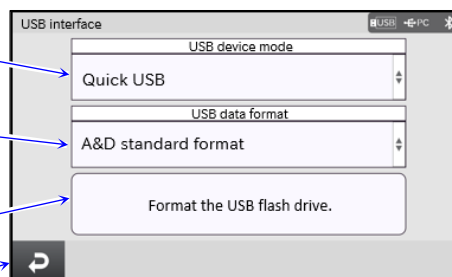 USB interface
USB PC
USB device mode
Quick USB
USB data format
A&D standard format
Format the USB flash drive.